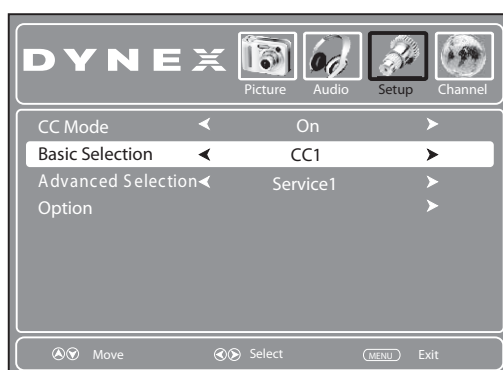 DYNEX
Picture Audio Setup Channel
CC Mode On
Basic Selection CC1
Advanced Selection Service1
Option
Move Select MENU Exit